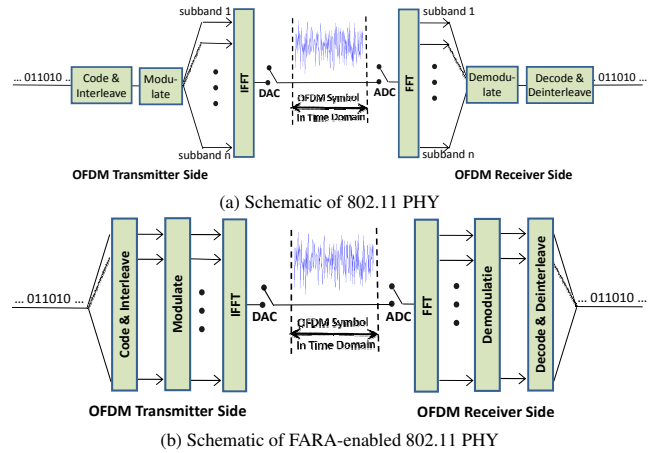 subband 1
subband 1
... 011010 ...
Code &
Interleave
Modu-
late
IFFT
DAC
OFDM Symbol
In Time Domain
ADC
FFT
Demodu-
late
Decode &
Deinterleave
... 011010 ...
subband n
subband n
OFDM Transmitter Side
OFDM Receiver Side
(a) Schematic of 802.11 PHY
... 011010 ...
Code & Interleave
Modulate
IFFT
DAC
OFDM Symbol
In Time Domain
ADC
FFT
Demodulatie
Decode & Deinterleave
... 011010 ...
OFDM Transmitter Side
OFDM Receiver Side
(b) Schematic of FARA-enabled 802.11 PHY